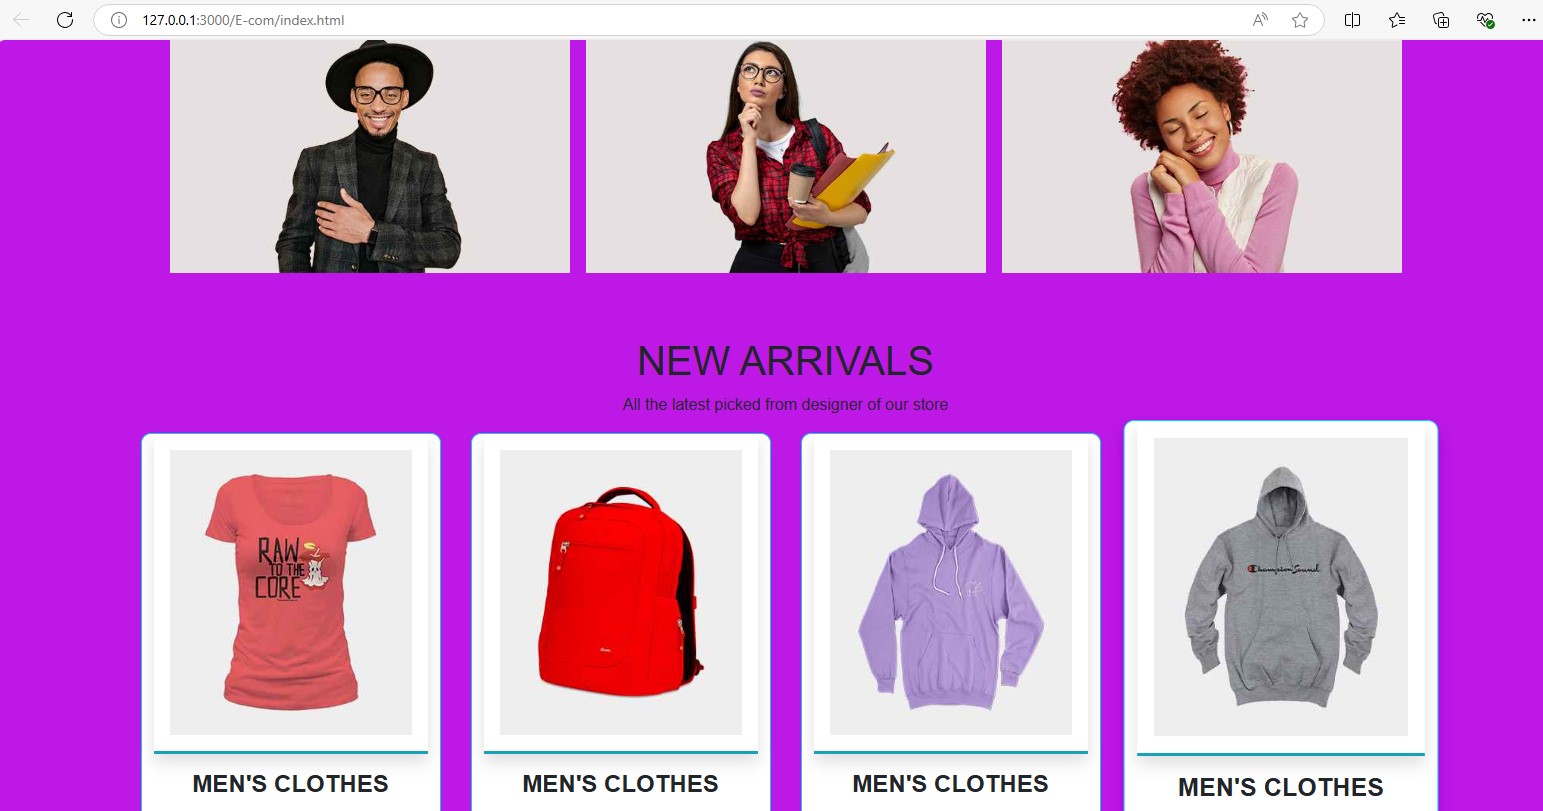 127.0.0.1:3000/E-com/index.html
NEW ARRIVALS
All the latest picked from designer of our store
RAW
TO THE
CORE
Champion Sound
MEN'S CLOTHES
MEN'S CLOTHES
MEN'S CLOTHES
MEN'S CLOTHES